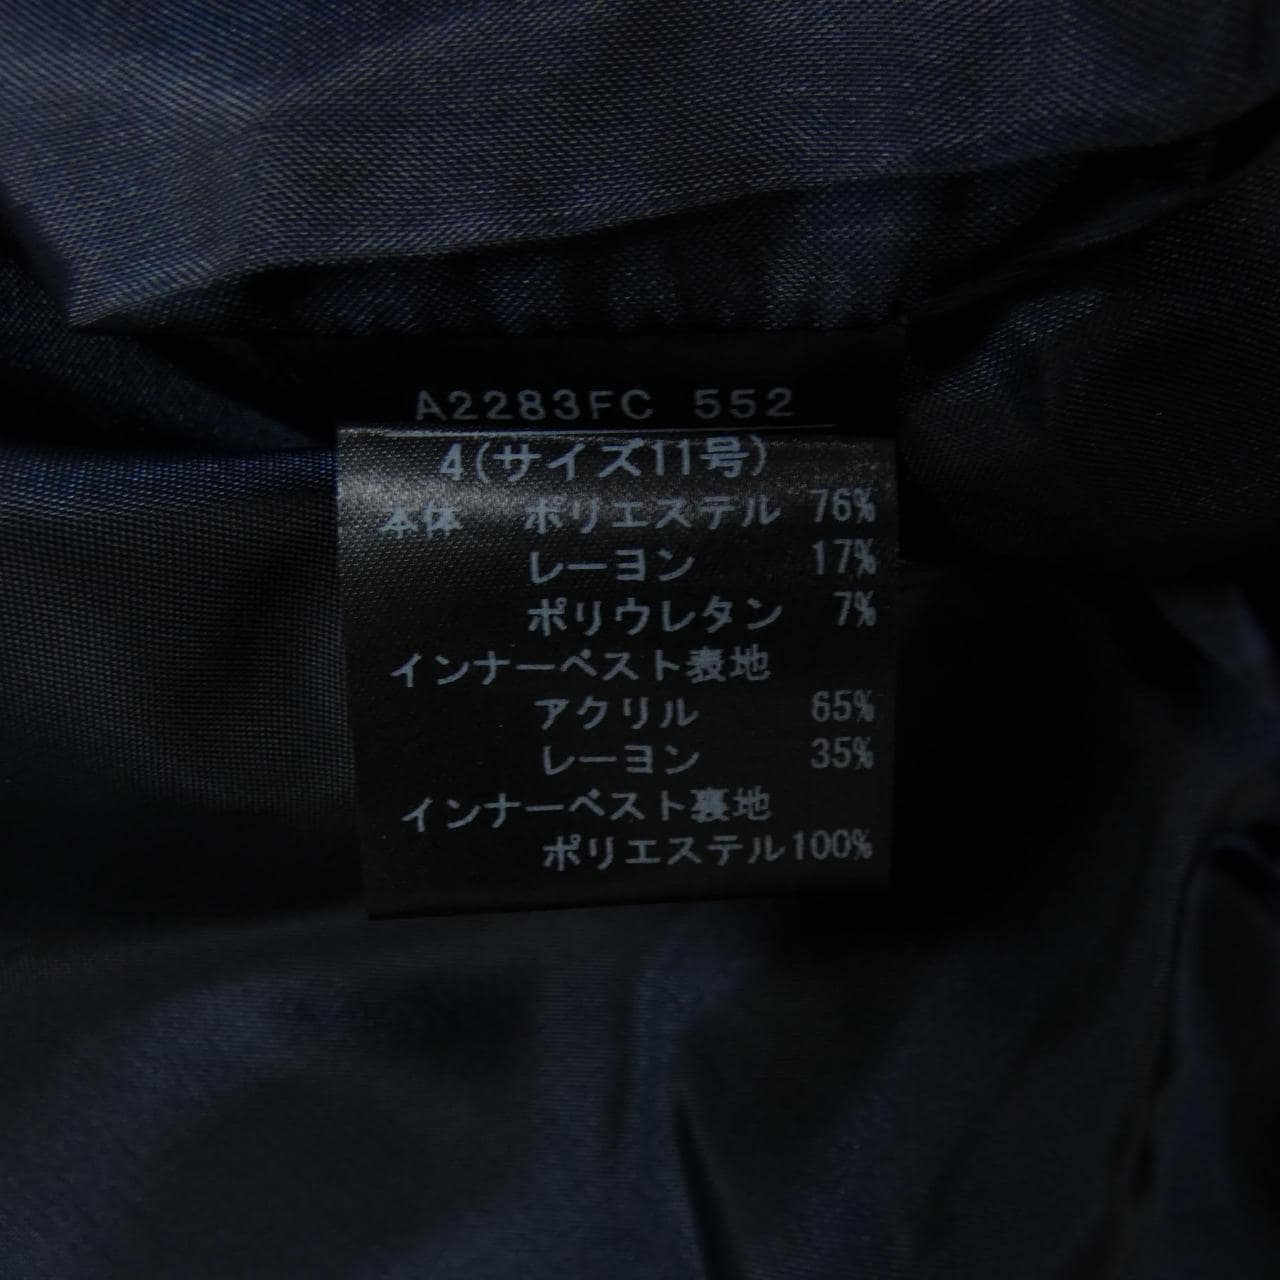 A2283FC 552
4(サイズ11号)
本体 ポリエステル 76%
レーヨン 17%
ポリウレタン 7%
インナーベスト表地
アクリル 65%
レーヨン 35%
インナーベスト裏地
ポリエステル100%